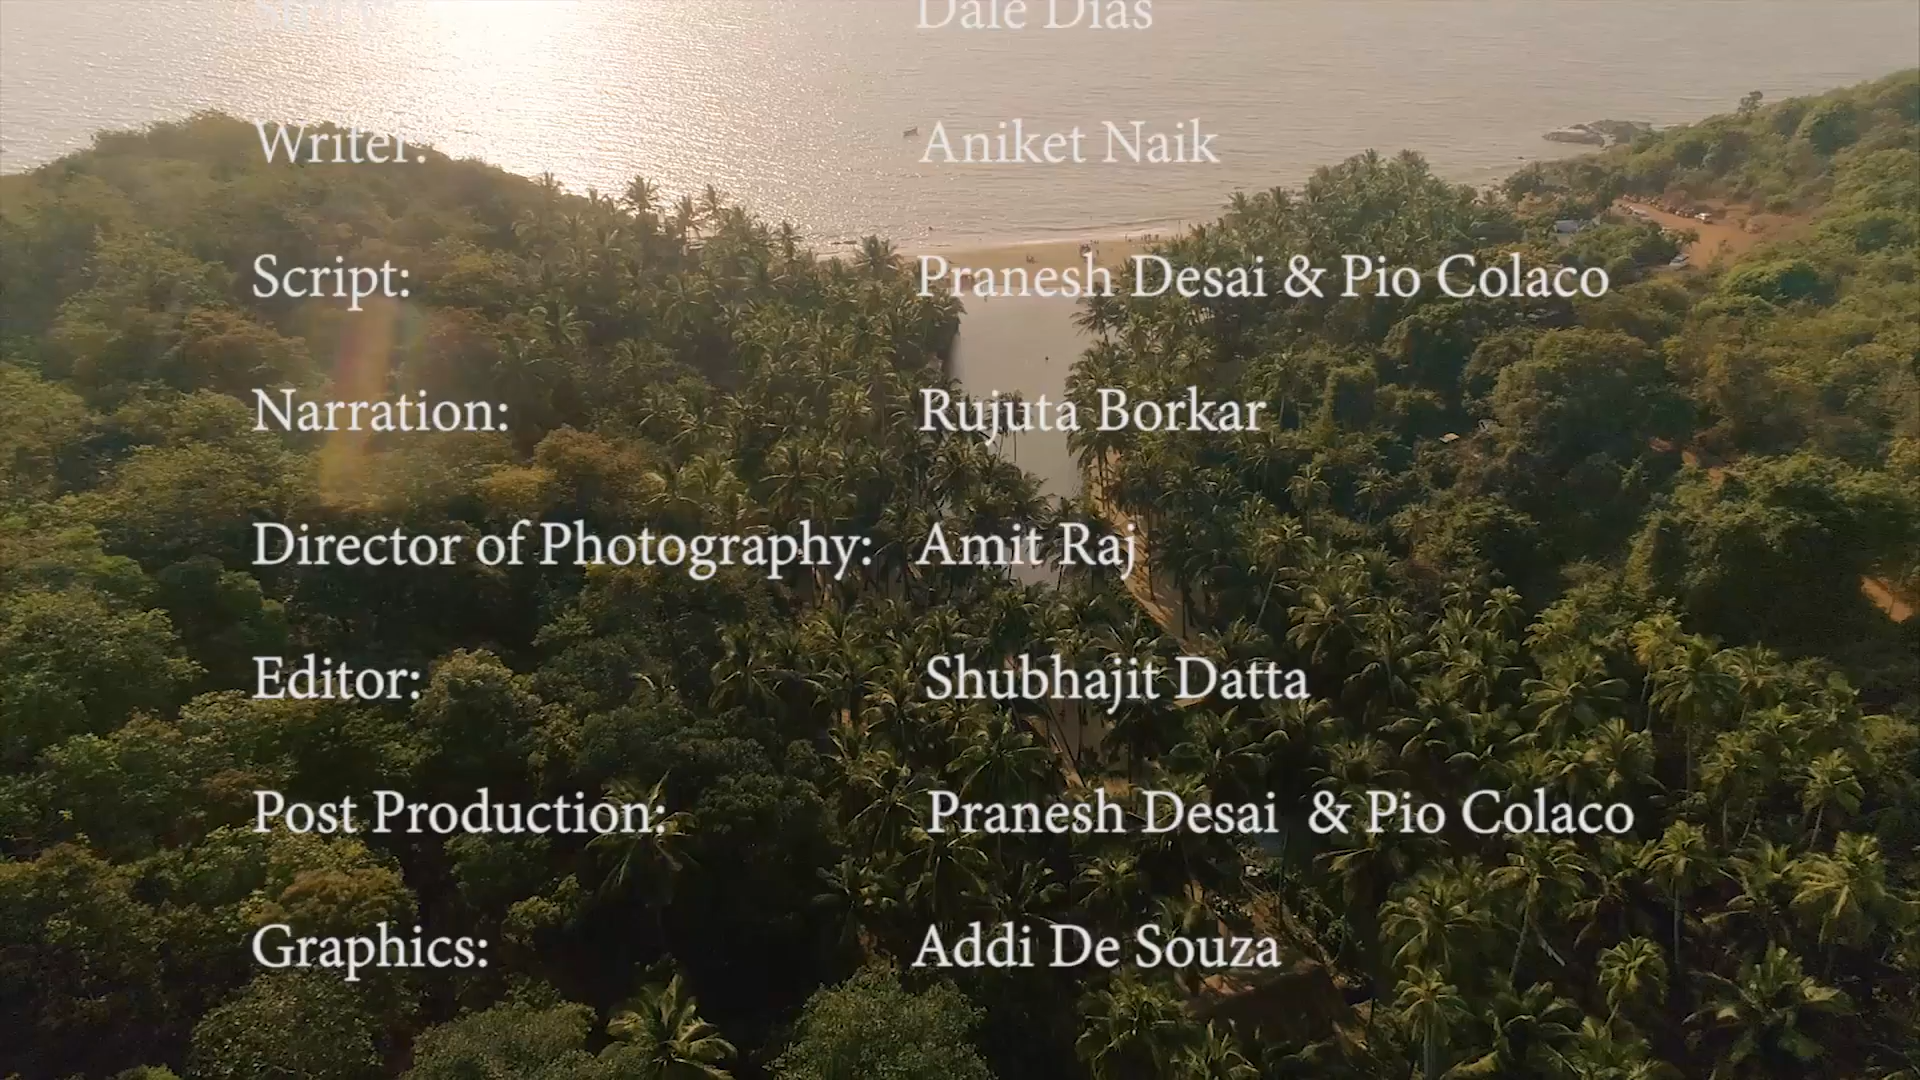 Dale Dias
Writer: Aniket Naik
Script: Pranesh Desai & Pio Colaco
Narration: Rujuta Borkar
Director of Photography: Amit Raj
Editor: Shubhajit Datta
Post Production: Pranesh Desai & Pio Colaco
Graphics: Addi De Souza